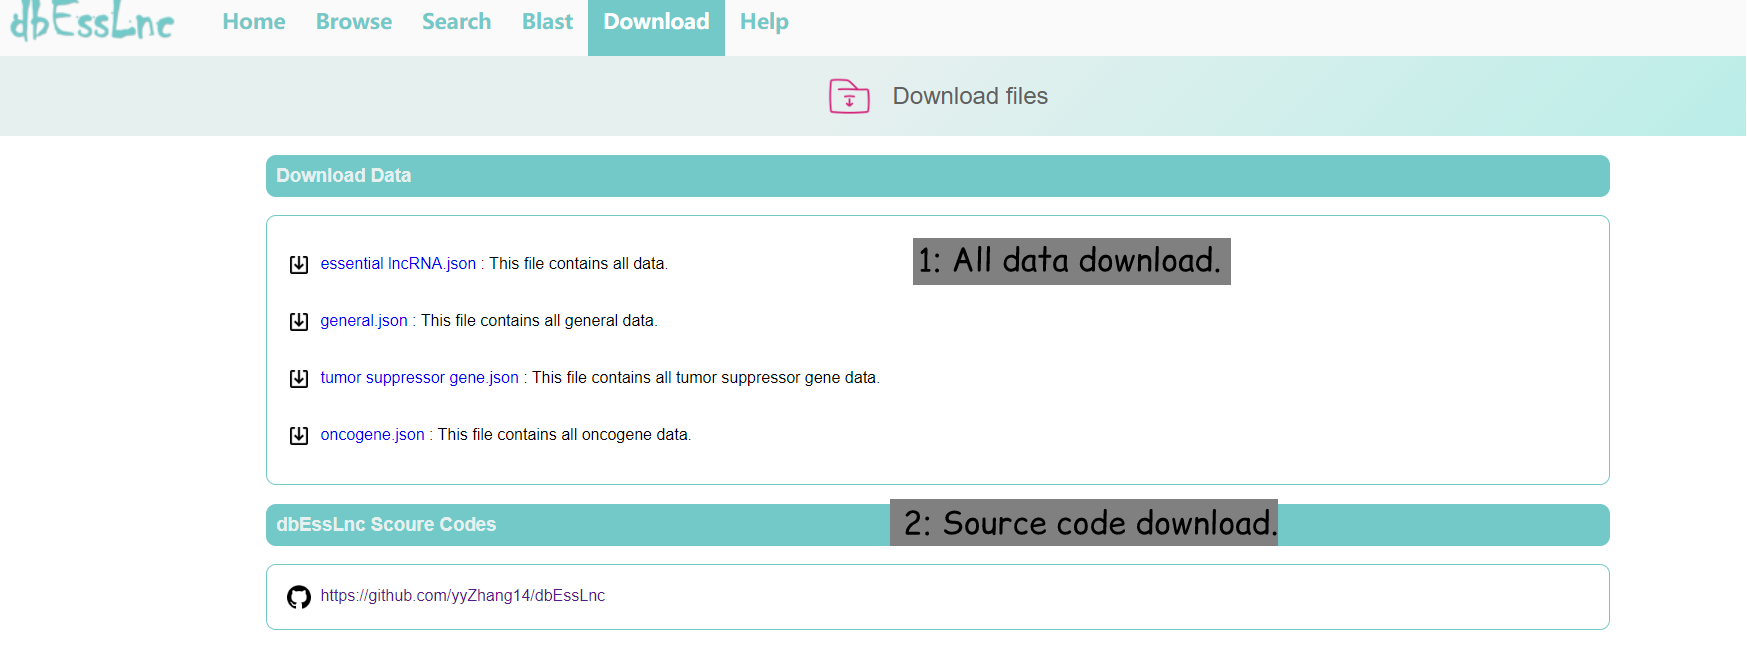 dbEssLnc Home Browse Search Blast Download Help
Download files
Download Data
essential lncRNA.json : This file contains all data.
1: All data download.
general.json : This file contains all general data.
tumor suppressor gene.json : This file contains all tumor suppressor gene data.
oncogene.json : This file contains all oncogene data.
dbEssLnc Scoure Codes
2: Source code download.
https://github.com/yyZhang14/dbEssLnc